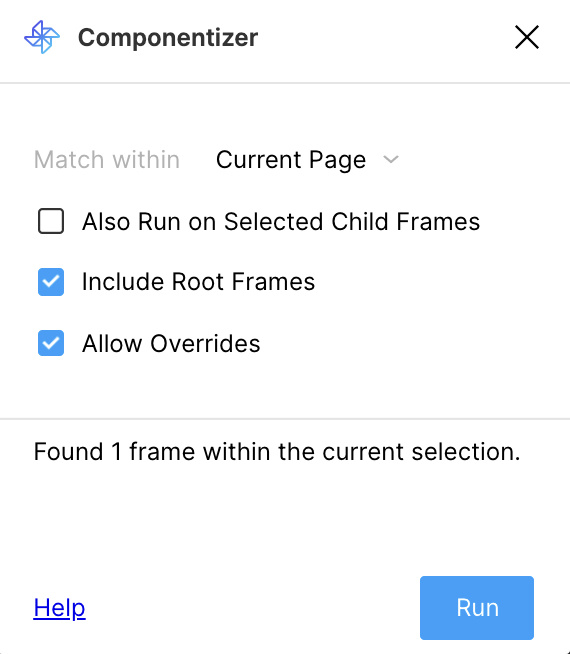 Componentizer
Match within Current Page
Also Run on Selected Child Frames
Include Root Frames
Allow Overrides
Found 1 frame within the current selection.
Help Run